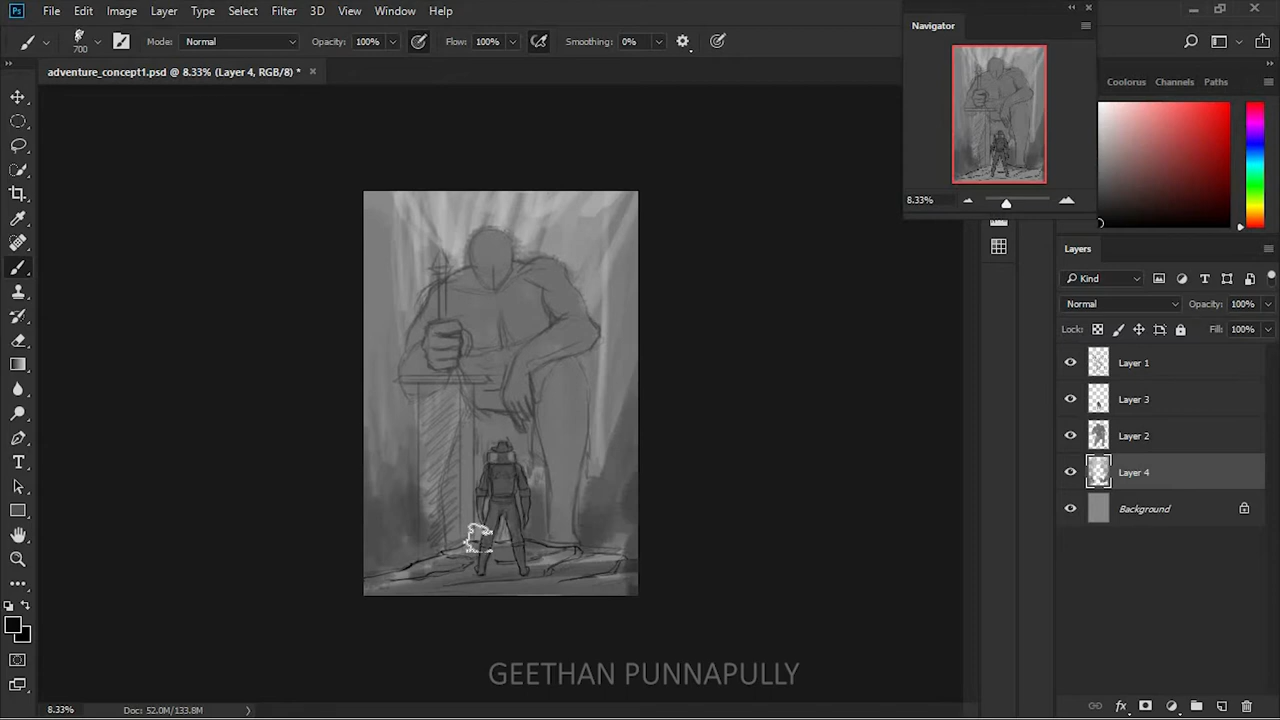 Ps File Edit Image Layer Type Select Filter 3D View Window Help
700 Mode: Normal Opacity: 100% Flow: 100% Smoothing: 0%
adventure_concept1.psd @ 8.33% (Layer 4, RGB/8) *
Navigator
8.33%
Coolorus Channels Paths
Layers
Kind
Normal Opacity: 100%
Lock: Fill: 100%
Layer 1
Layer 3
Layer 2
Layer 4
Background
GEETHAN PUNNAPULLY
8.33% Doc: 52.0M/133.8M